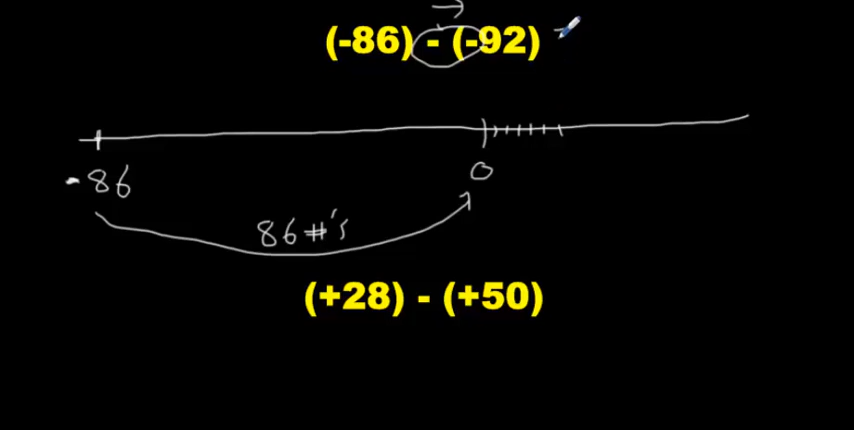 (-86) - (-92) =
-86
0
86 #'s
(+28) - (+50)